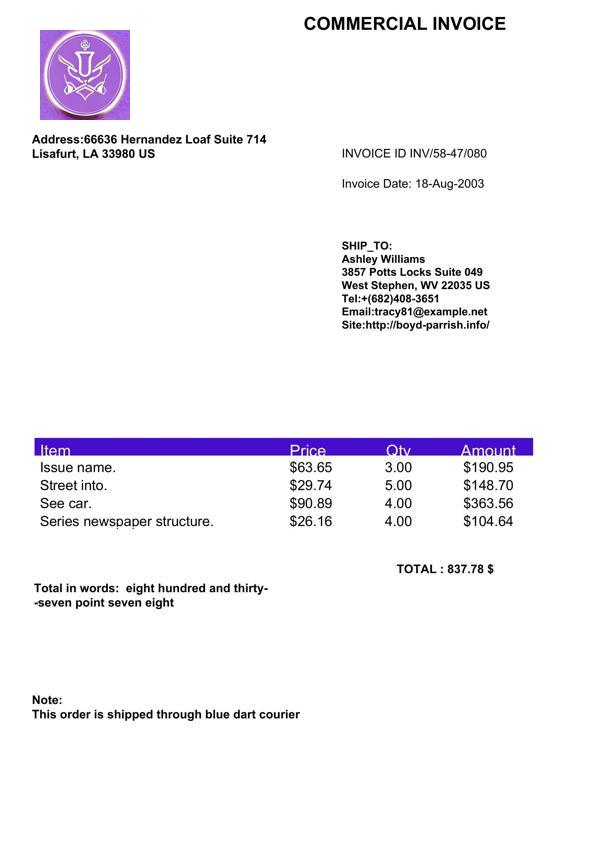 COMMERCIAL INVOICE
Address:66636 Hernandez Loaf Suite 714
Lisafurt, LA 33980 US
INVOICE ID INV/58-47/080
Invoice Date: 18-Aug-2003
SHIP_TO:
Ashley Williams
3857 Potts Locks Suite 049
West Stephen, WV 22035 US
Tel:+(682)408-3651
Email:tracy81@example.net
Site:http://boyd-parrish.info/
Item Price Qty Amount
Issue name. $63.65 3.00 $190.95
Street into. $29.74 5.00 $148.70
See car. $90.89 4.00 $363.56
Series newspaper structure. $26.16 4.00 $104.64
TOTAL : 837.78 $
Total in words: eight hundred and thirty-
-seven point seven eight
Note:
This order is shipped through blue dart courier